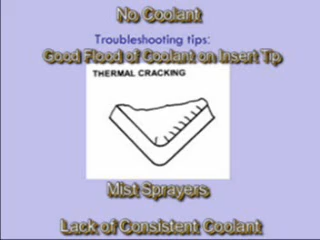 No Coolant
Troubleshooting tips:
Good Flood of Coolant on Insert Tip
THERMAL CRACKING
Mist Sprayers
Lack of Consistent Coolant